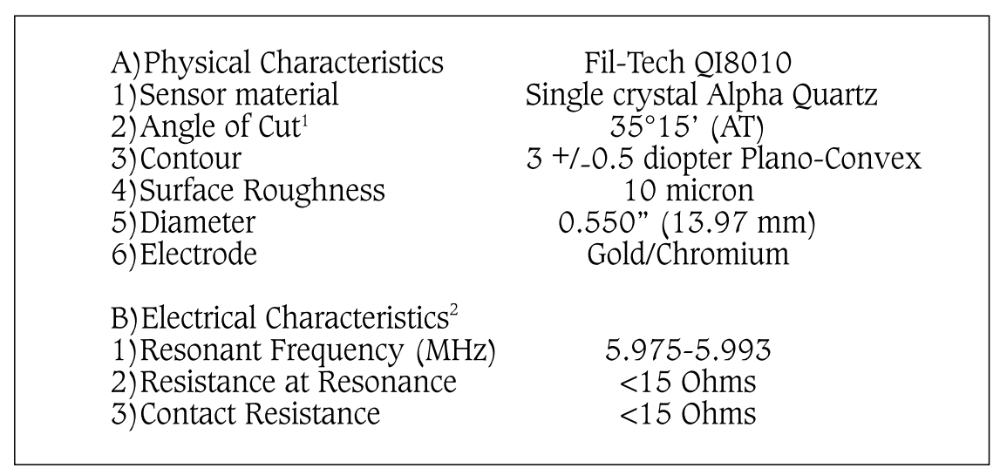 A)Physical Characteristics Fil-Tech QI8010
1)Sensor material Single crystal Alpha Quartz
2)Angle of Cut¹ 35°15’ (AT)
3)Contour 3 +/-0.5 diopter Plano-Convex
4)Surface Roughness 10 micron
5)Diameter 0.550” (13.97 mm)
6)Electrode Gold/Chromium
B)Electrical Characteristics²
1)Resonant Frequency (MHz) 5.975-5.993
2)Resistance at Resonance <15 Ohms
3)Contact Resistance <15 Ohms